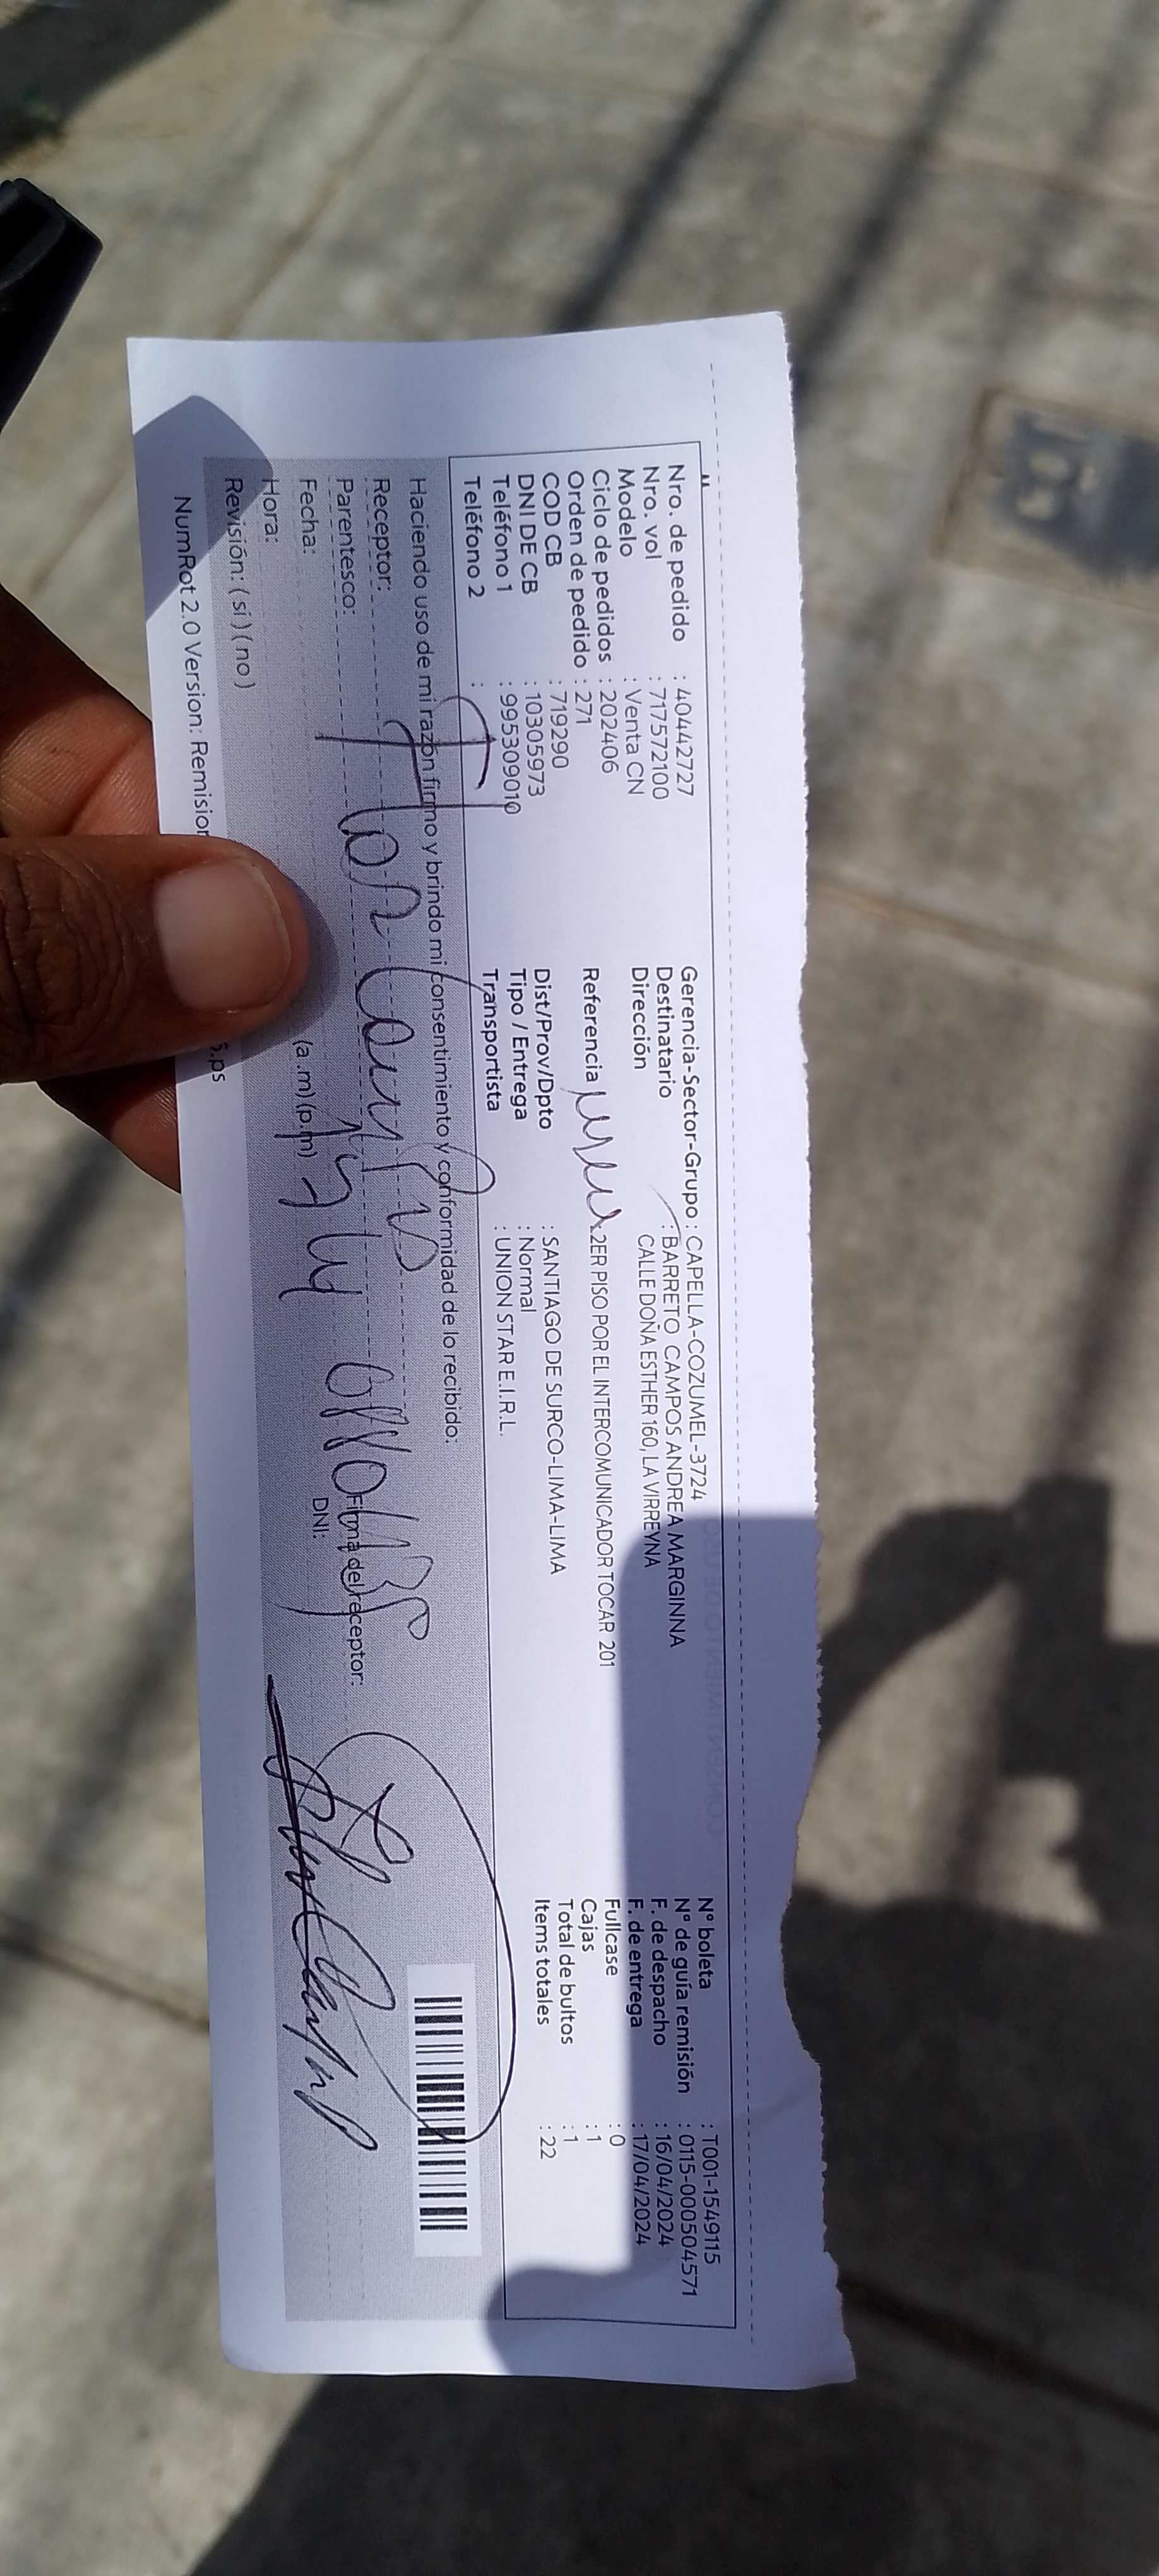 Nro. de pedido : 40442727
Nro. vol : 717572100
Modelo : Venta CN
Ciclo de pedidos : 202406
Orden de pedido : 271
COD CB : 719290
DNI DE CB : 10305973
Teléfono 1 : 995309010
Teléfono 2 :
Gerencia-Sector-Grupo : CAPELLA-COZUMEL-3724
Destinatario : BARRETO CAMPOS ANDREA MARGINNA
Dirección CALLE DOÑA ESTHER 160, LA VIRREYNA
Referencia 2ER PISO POR EL INTERCOMUNICADOR TOCAR 201
Dist/Prov/Dpto : SANTIAGO DE SURCO-LIMA-LIMA
Tipo / Entrega : Normal
Transportista : UNION STAR E.I.R.L.
N° boleta : T001-1549115
N° de guía remisión : 0115-000504571
F. de despacho : 16/04/2024
F. de entrega : 17/04/2024
Fullcase : 0
Cajas : 1
Total de bultos : 1
Items totales : 22
Haciendo uso de mi razón firmo y brindo mi consentimiento y conformidad de lo recibido:
Receptor:
Parentesco:
Fecha:
Hora: (a.m) (p.m)
Revisión: ( si ) ( no )
Firma del receptor:
DNI:
NumRot 2.0 Version: Remision
.ps